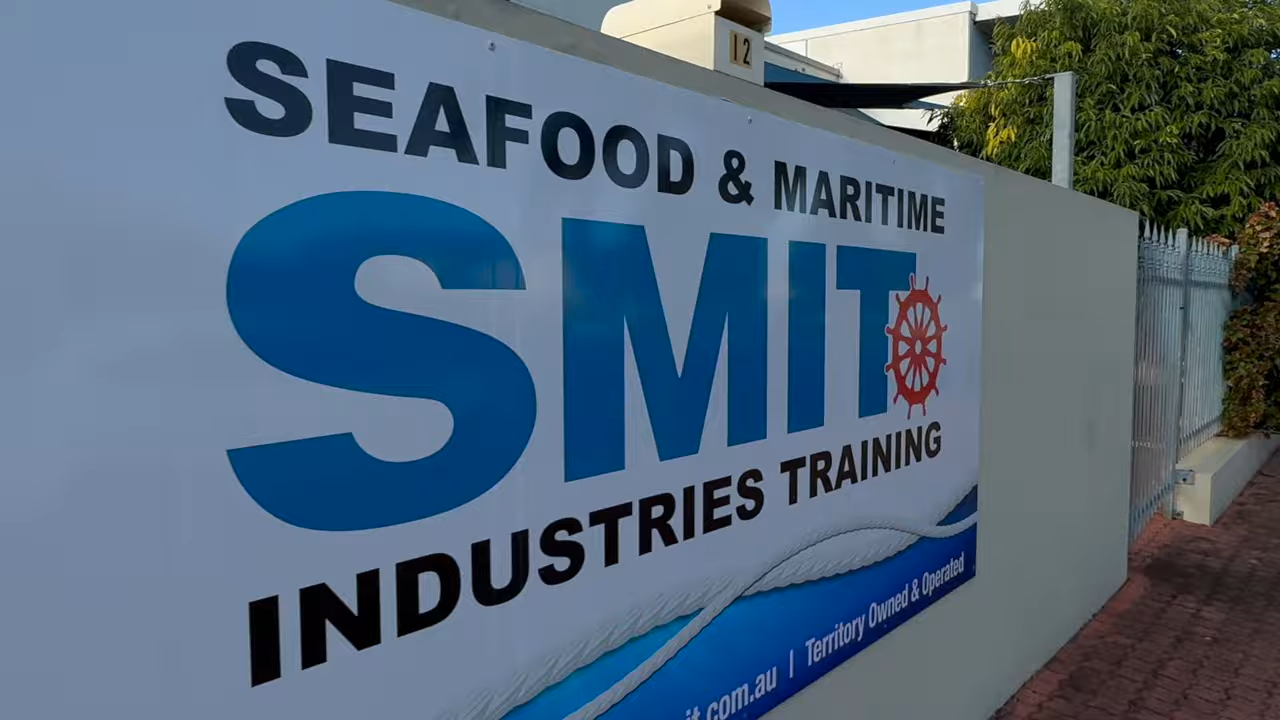 12
SEAFOOD & MARITIME
SMIT
INDUSTRIES TRAINING
it.com.au | Territory Owned & Operated